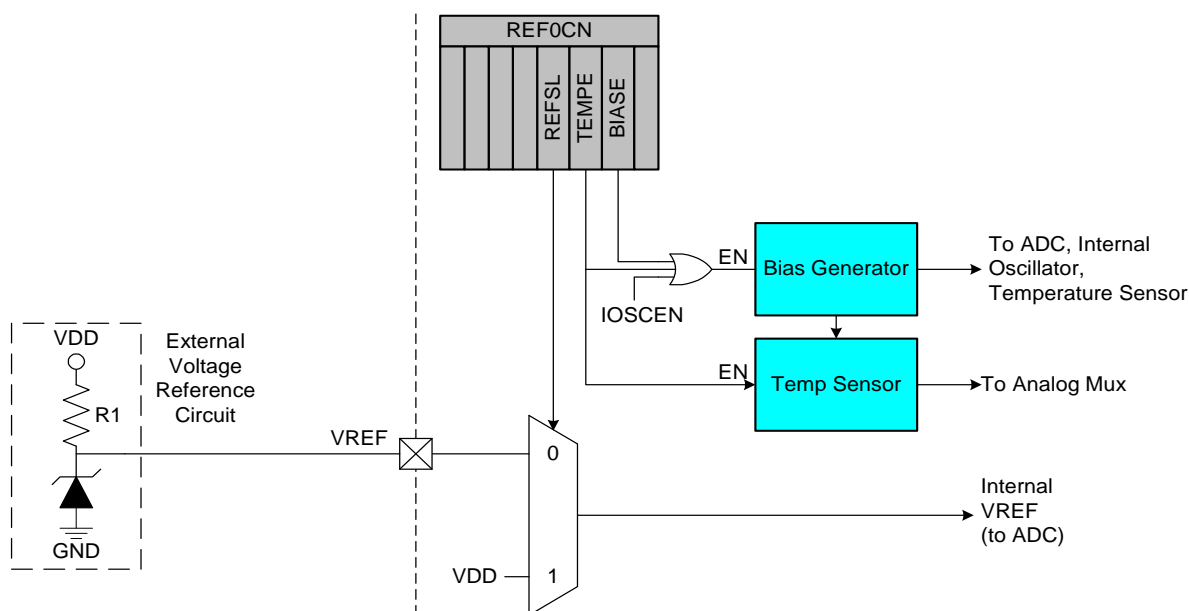 REF0CN
REFSL
TEMPE
BIASE
EN
Bias Generator
To ADC, Internal
Oscillator,
Temperature Sensor
IOSCEN
VDD
External
Voltage
Reference
Circuit
R1
EN
Temp Sensor
To Analog Mux
VREF
0
Internal
VREF
(to ADC)
GND
VDD
1